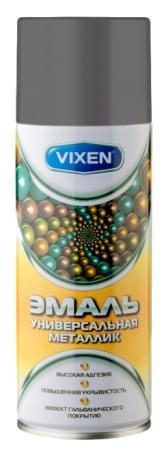 VIXEN
ЭМАЛЬ
УНИВЕРСАЛЬНАЯ
МЕТАЛЛИК
ВЫСОКАЯ АДГЕЗИЯ
ПОВЫШЕННАЯ УКРЫВИСТОСТЬ
ЭФФЕКТ ГАЛЬВАНИЧЕСКОГО
ПОКРЫТИЯ